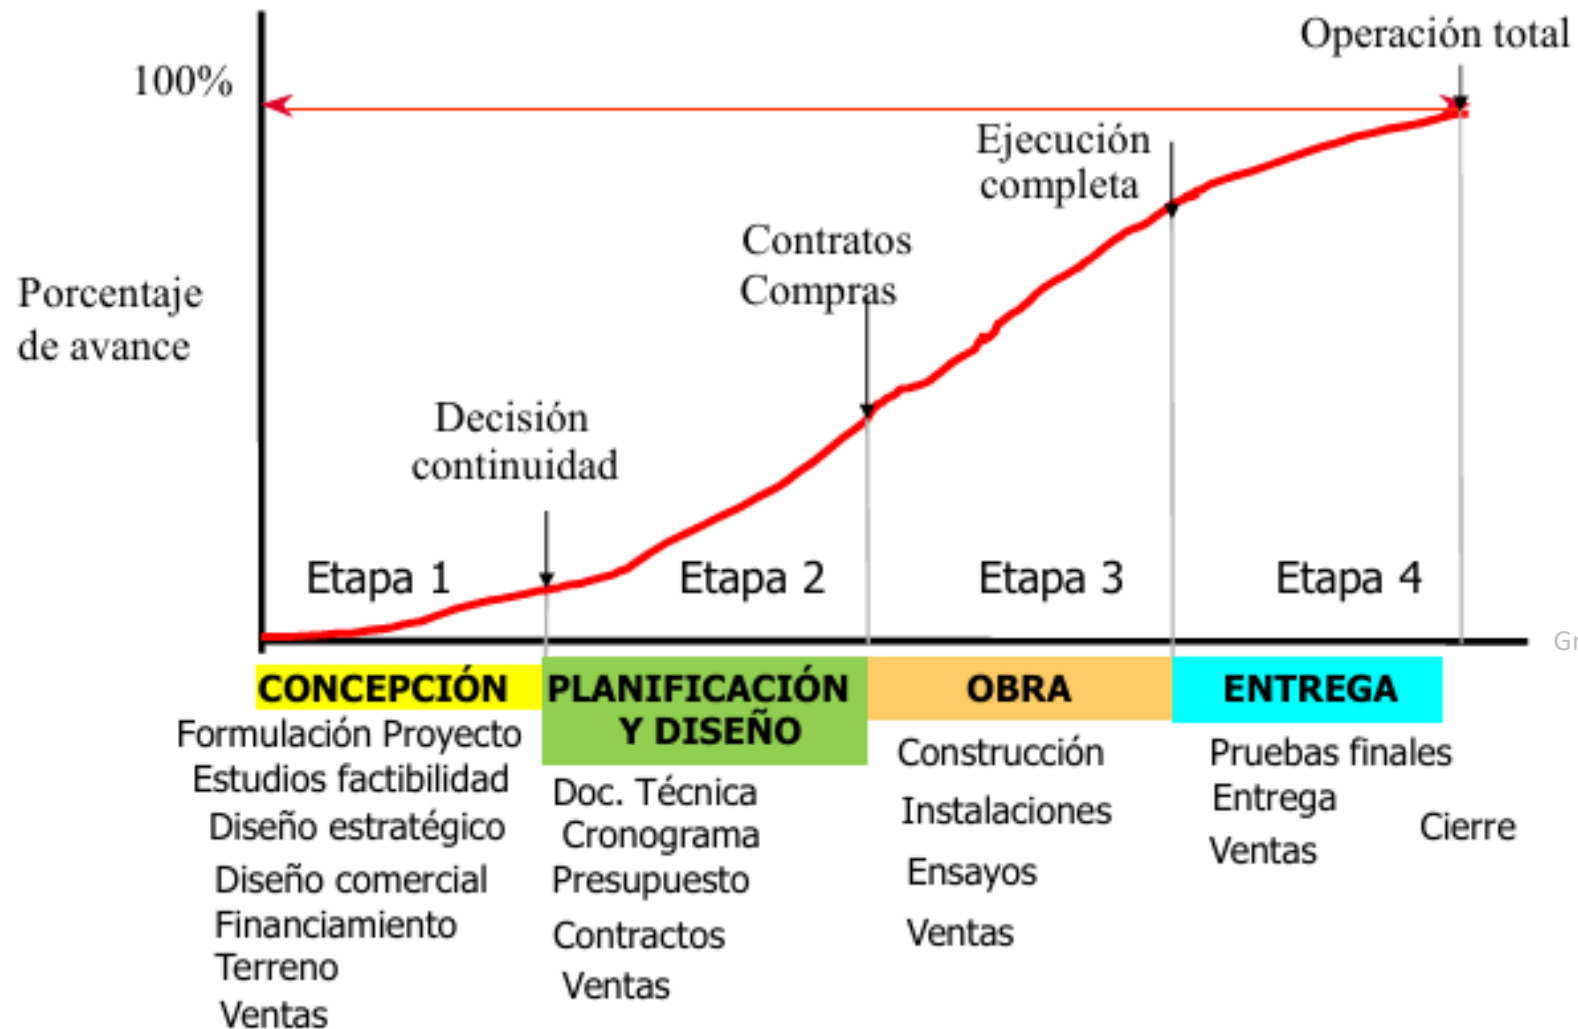 Operación total
100%
Ejecución
completa
Contratos
Compras
Porcentaje
de avance
Decisión
continuidad
Etapa 1
Etapa 2
Etapa 3
Etapa 4
Gr
CONCEPCIÓN
Formulación Proyecto
Estudios factibilidad
Diseño estratégico
Diseño comercial
Financiamiento
Terreno
Ventas
PLANIFICACIÓN
Y DISEÑO
Doc. Técnica
Cronograma
Presupuesto
Contractos
Ventas
OBRA
Construcción
Instalaciones
Ensayos
Ventas
ENTREGA
Pruebas finales
Entrega
Ventas
Cierre